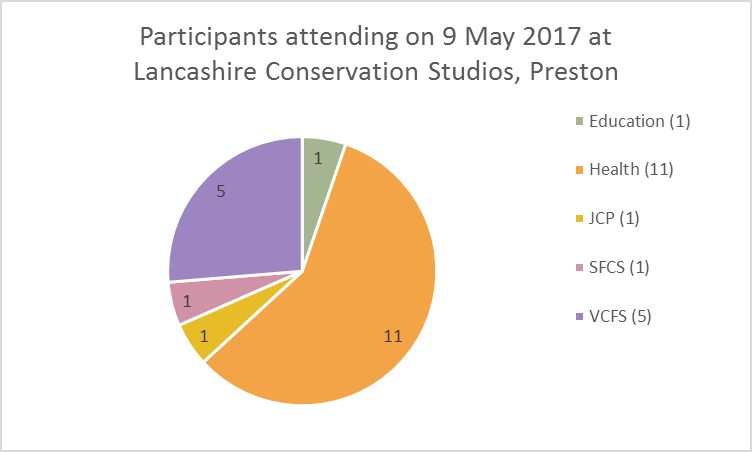 Participants attending on 9 May 2017 at
Lancashire Conservation Studios, Preston
Education (1)
Health (11)
JCP (1)
SFCS (1)
VCFS (5)
1
11
1
1
5